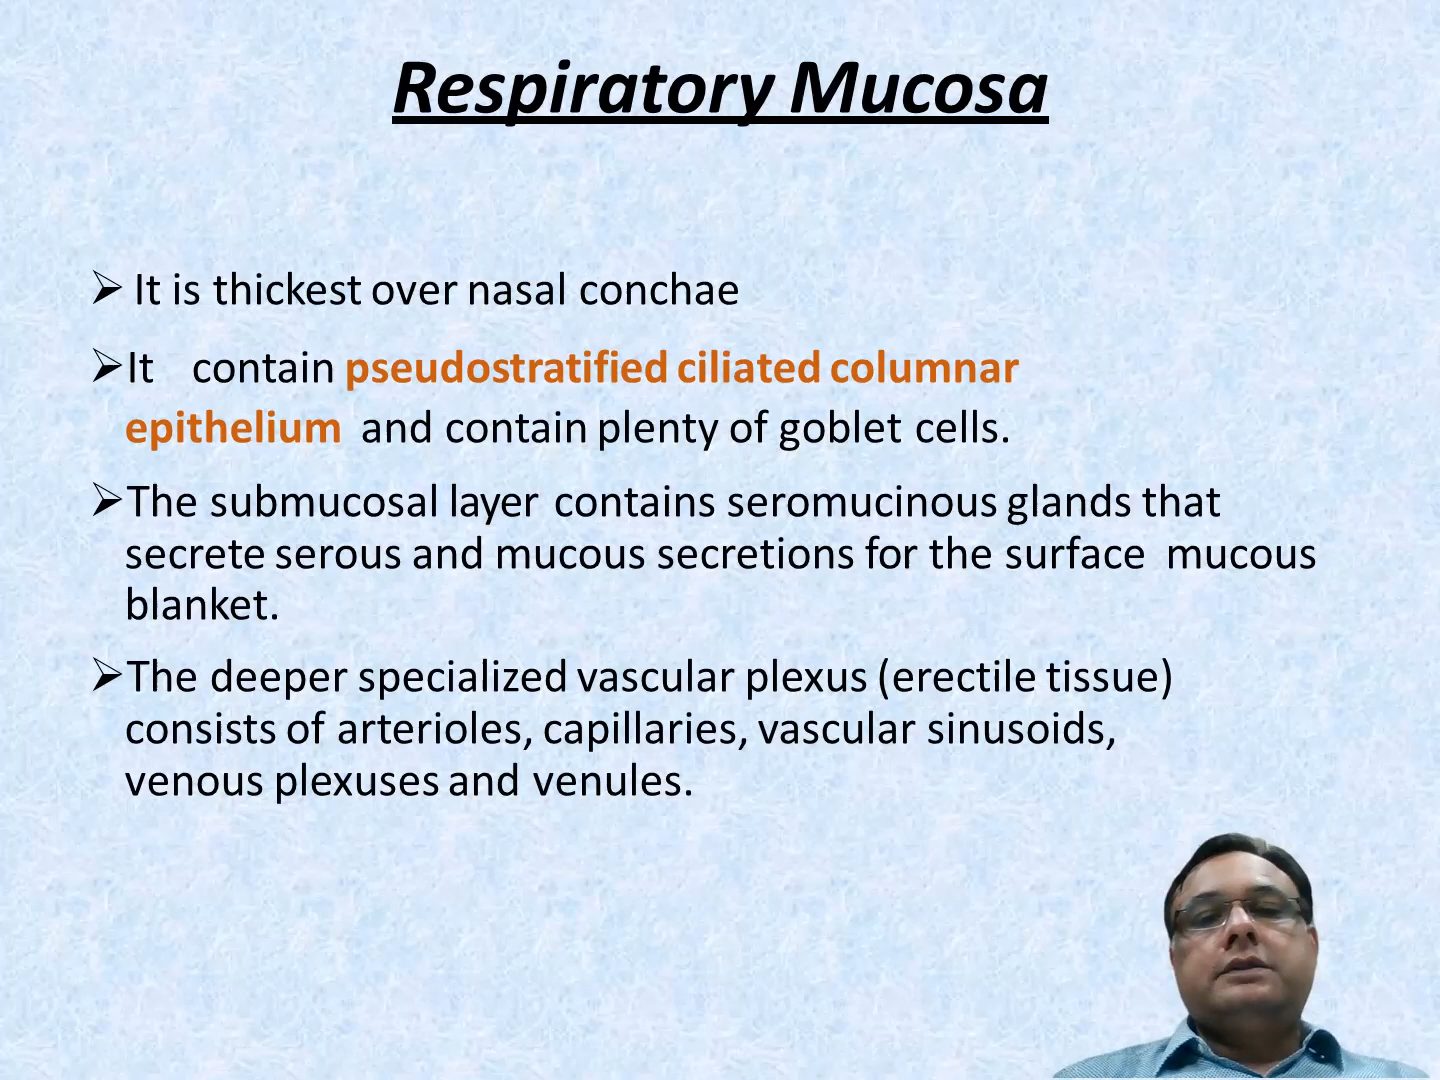 Respiratory Mucosa
➢ It is thickest over nasal conchae
➢It contain pseudostratified ciliated columnar
epithelium and contain plenty of goblet cells.
➢The submucosal layer contains seromucinous glands that
secrete serous and mucous secretions for the surface mucous
blanket.
➢The deeper specialized vascular plexus (erectile tissue)
consists of arterioles, capillaries, vascular sinusoids,
venous plexuses and venules.